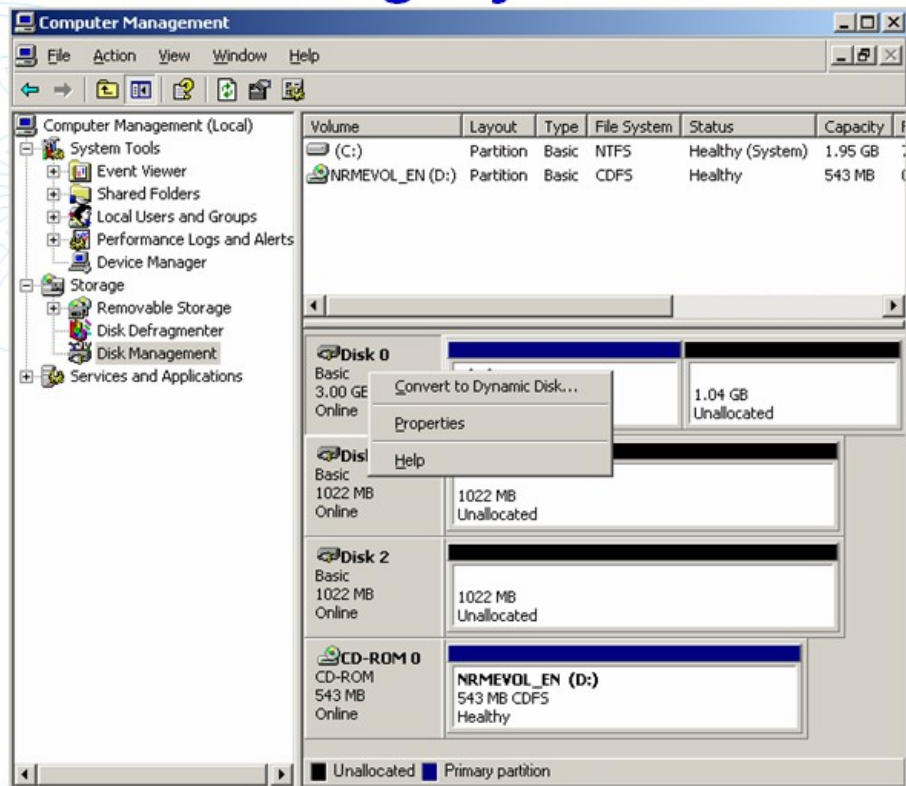 Computer Management
File Action View Window Help
Computer Management (Local)
System Tools
Event Viewer
Shared Folders
Local Users and Groups
Performance Logs and Alerts
Device Manager
Storage
Removable Storage
Disk Defragmenter
Disk Management
Services and Applications
Volume Layout Type File System Status Capacity
(C:) Partition Basic NTFS Healthy (System) 1.95 GB
NRMEVOL_EN (D:) Partition Basic CDFS Healthy 543 MB
Disk 0
Basic
3.00 GB
Online
1.04 GB
Unallocated
Convert to Dynamic Disk...
Properties
Help
Basic
1022 MB
Online
1022 MB
Unallocated
Disk 2
Basic
1022 MB
Online
1022 MB
Unallocated
CD-ROM 0
CD-ROM
543 MB
Online
NRMEVOL_EN (D:)
543 MB CDFS
Healthy
Unallocated Primary partition